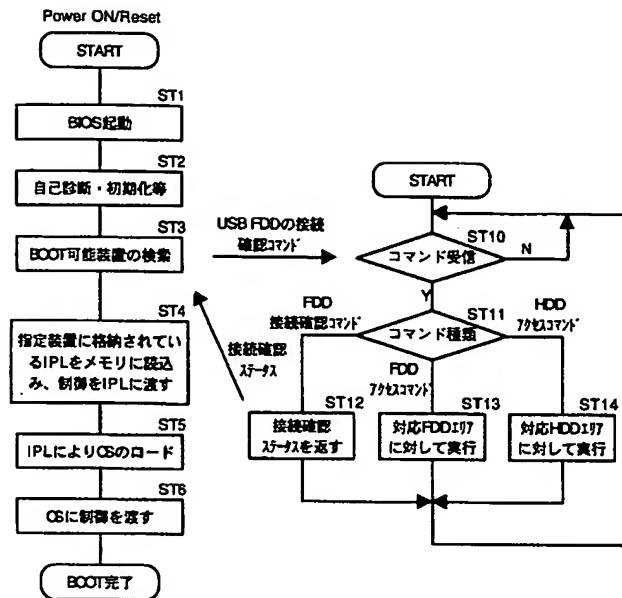 Power ON/Reset
START
ST1
BIOS起動
ST2
自己診断・初期化等
ST3
BOOT可能装置の検索
ST4
指定装置に格納されてい
るIPLをメモリに読込
み、制御をIPLに渡す
ST5
IPLによりOSのロード
ST6
OSに制御を渡す
BOOT完了
USB FDDの接続
確認コマンド
接続確認
ステータス
START
ST10
コマンド受信
N
Y
ST11
コマンド種類
FDD
接続確認コマンド
FDD
アクセスコマンド
HDD
アクセスコマンド
ST12
接続確認
ステータスを返す
ST13
対応FDDエリア
に対して実行
ST14
対応HDDエリア
に対して実行